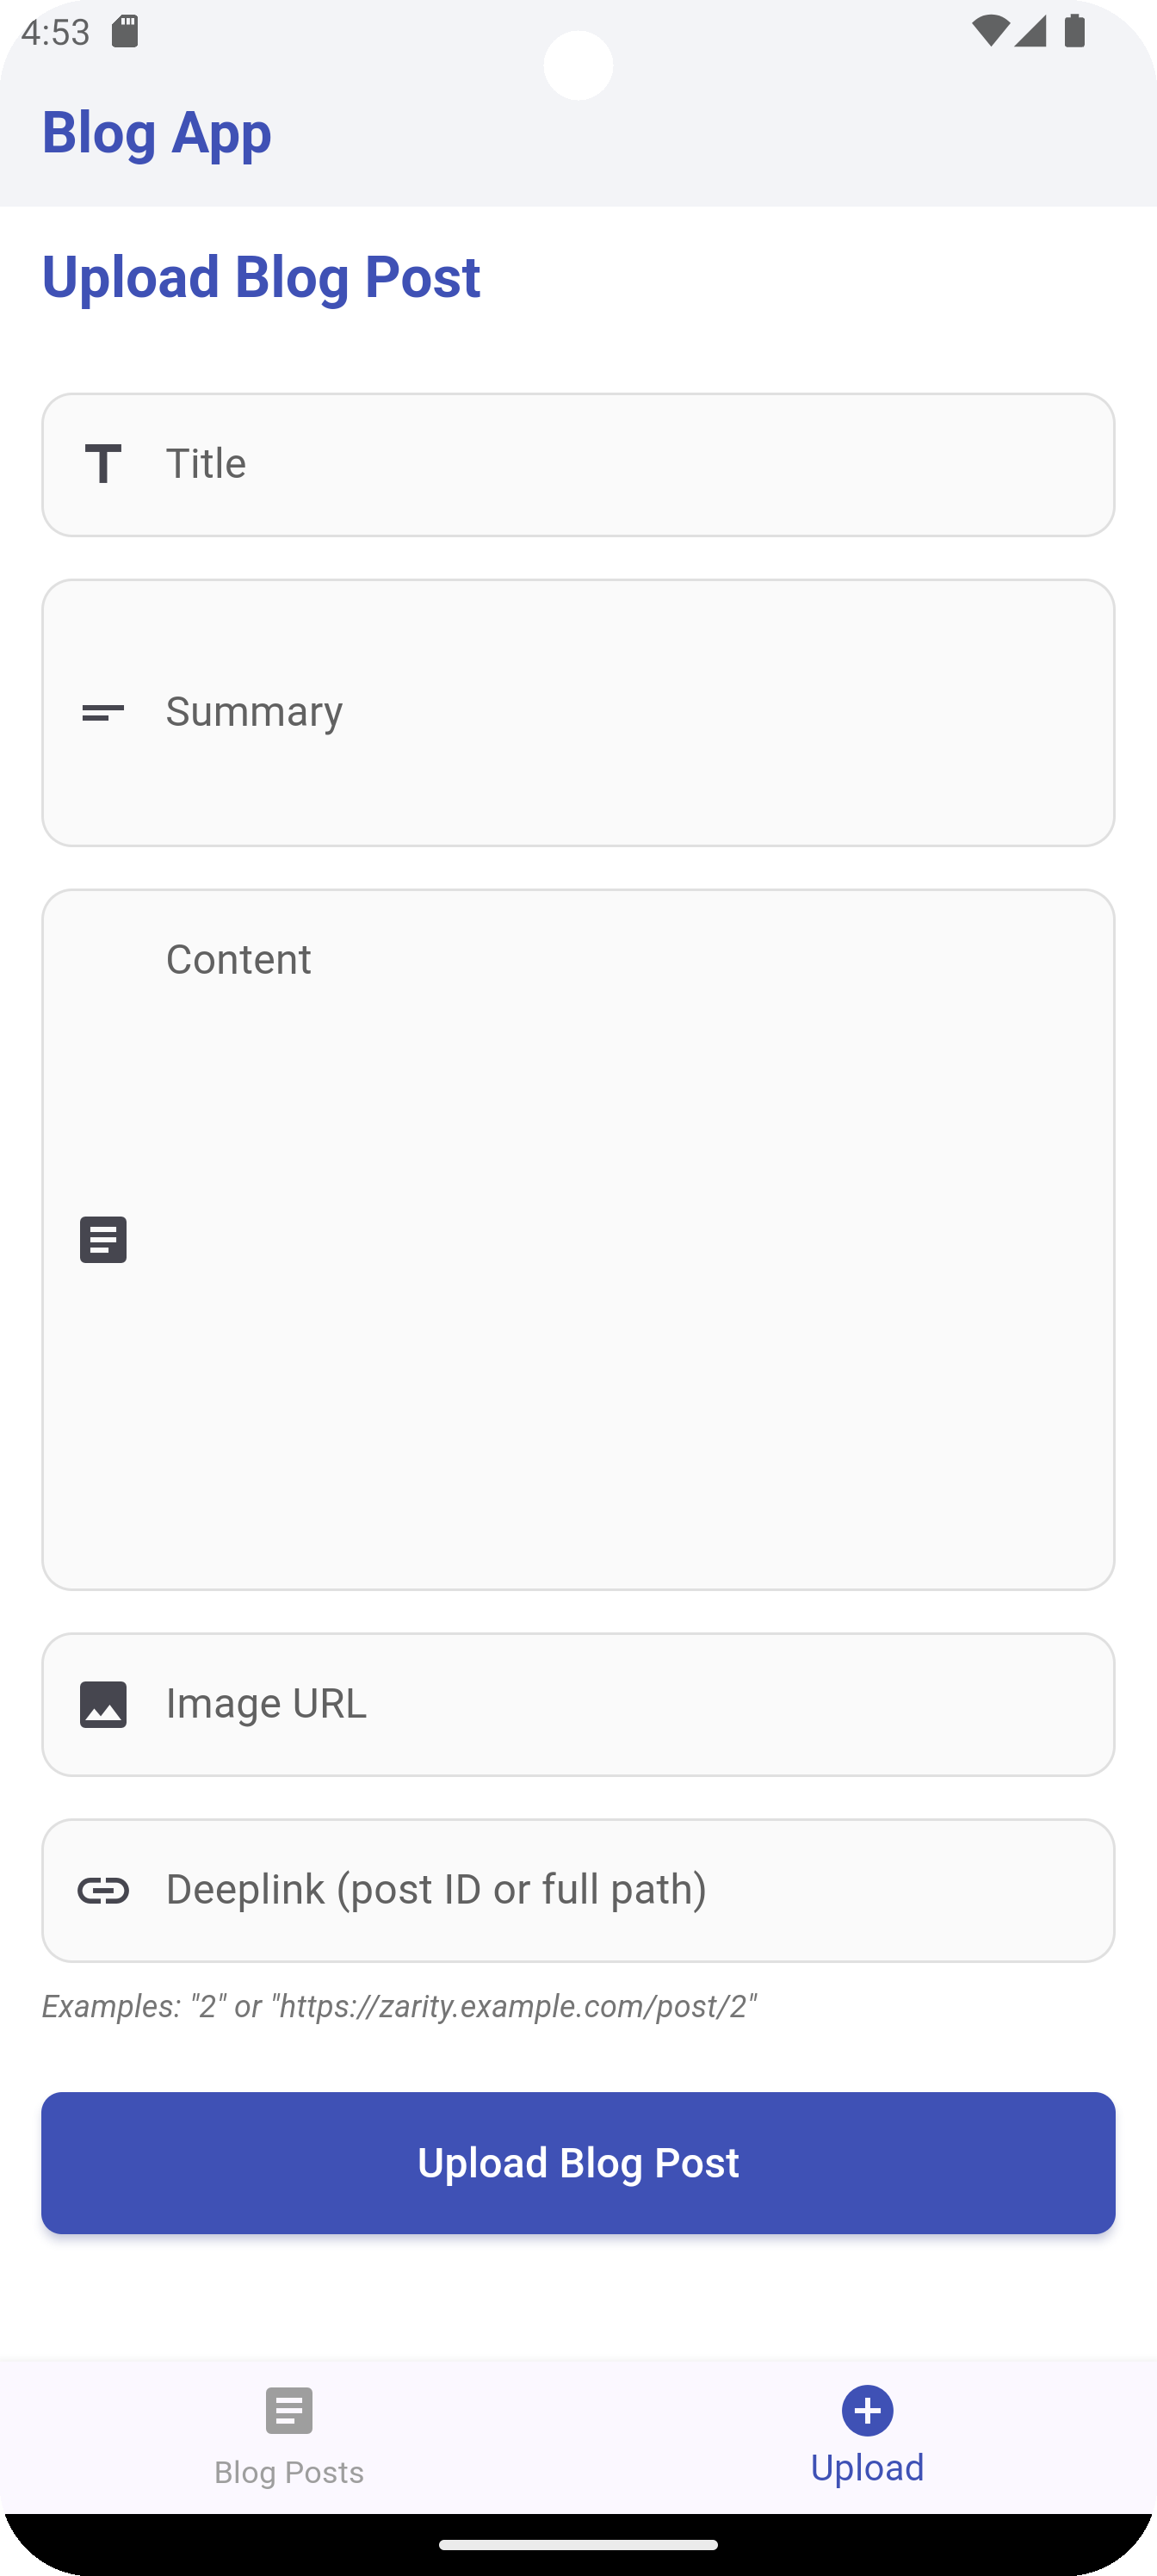 4:53
Blog App
Upload Blog Post
Title
Summary
Content
Image URL
Deeplink (post ID or full path)
Examples: "2" or "https://zarity.example.com/post/2"
Upload Blog Post
Blog Posts
Upload